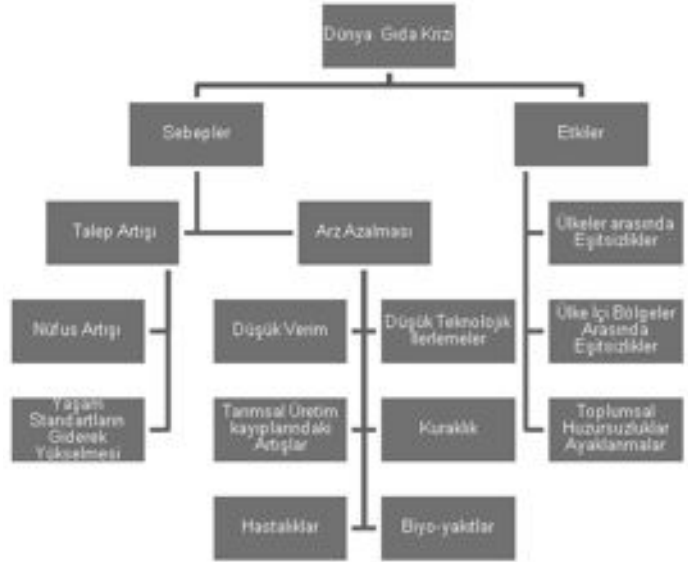 Dünya Gıda Krizi
Sebepler
Etkiler
Talep Artışı
Arz Azalması
Ülkeler arasında
Eşitsizlikler
Nüfus Artışı
Düşük Verim
Düşük Teknolojik
İlerlemeler
Ülke İçi Bölgeler
Arasında
Eşitsizlikler
Yaşam
Standartların
Giderek
Yükselmesi
Tarımsal Üretim
kayıplarındaki
Artışlar
Kuraklık
Toplumsal
Huzursuzluklar
Ayaklanmalar
Hastalıklar
Biyo-yakıtlar